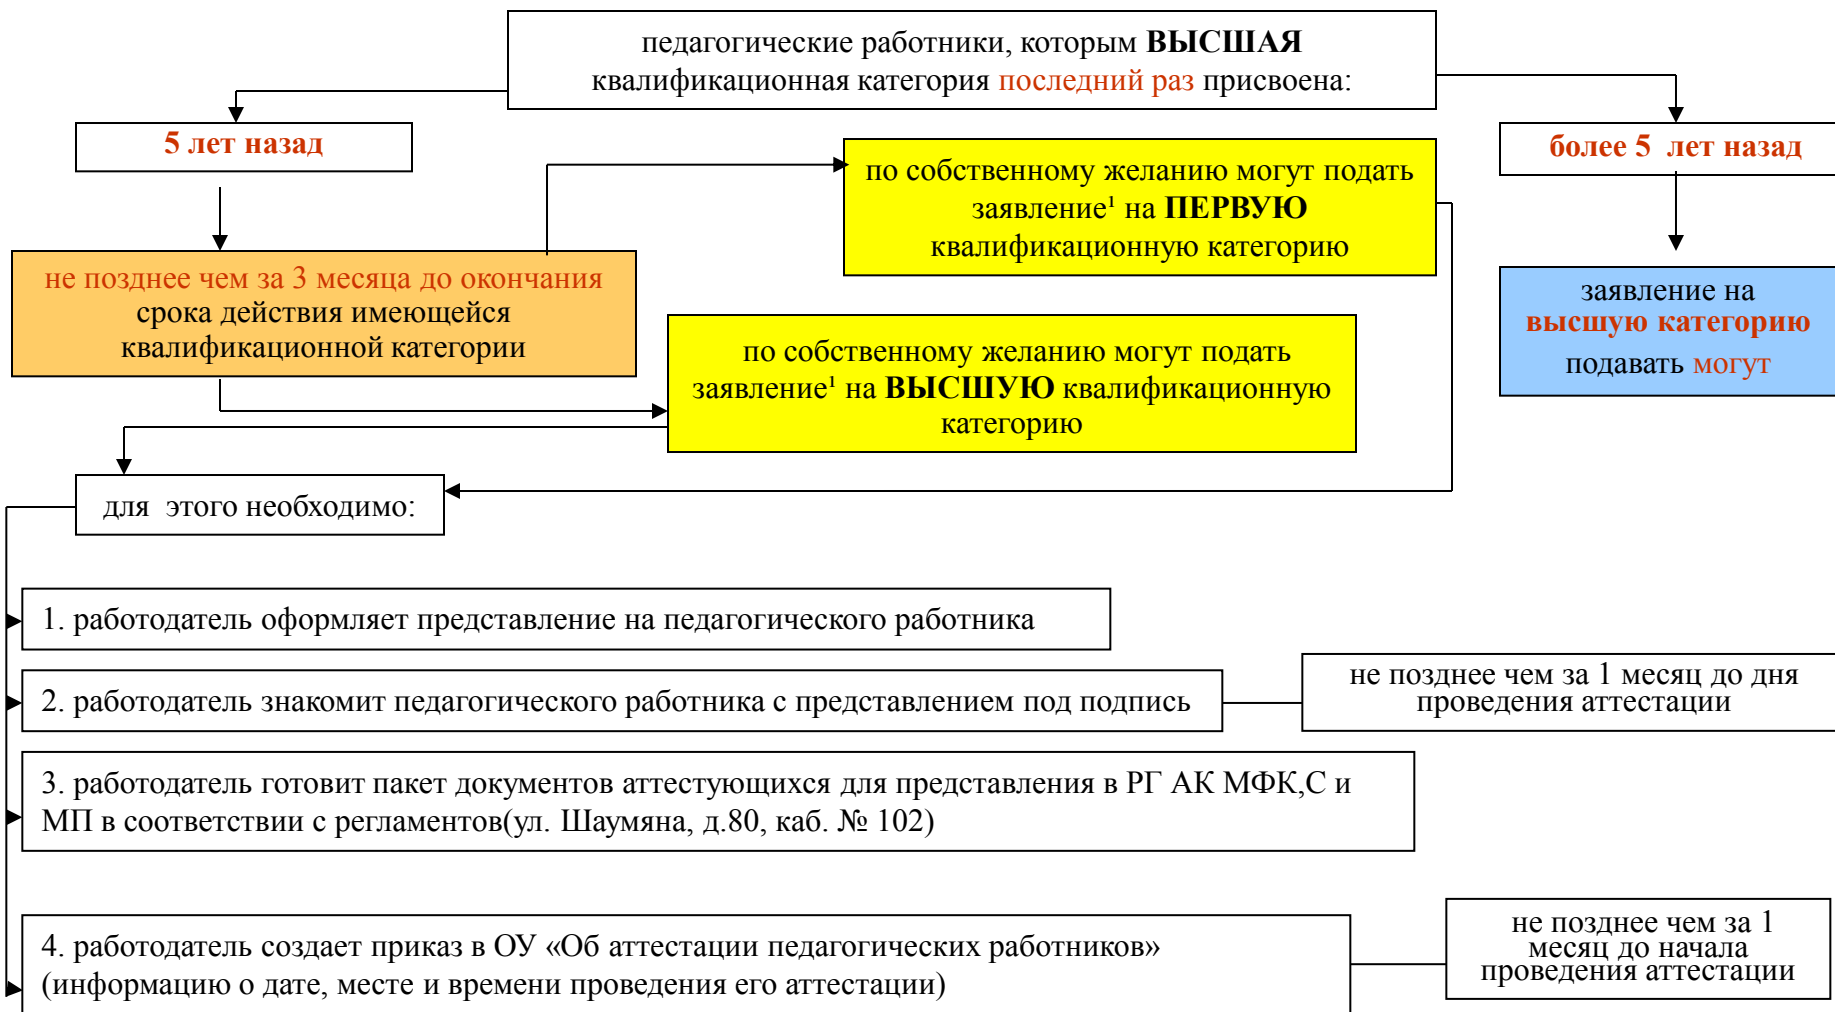 педагогические работники, которым ВЫСШАЯ
квалификационная категория последний раз присвоена:
5 лет назад
более 5 лет назад
по собственному желанию могут подать
заявление¹ на ПЕРВУЮ
квалификационную категорию
не позднее чем за 3 месяца до окончания
срока действия имеющейся
квалификационной категории
заявление на
высшую категорию
подавать могут
по собственному желанию могут подать
заявление¹ на ВЫСШУЮ квалификационную
категорию
для этого необходимо:
1. работодатель оформляет представление на педагогического работника
2. работодатель знакомит педагогического работника с представлением под подпись
не позднее чем за 1 месяц до дня
проведения аттестации
3. работодатель готовит пакет документов аттестующихся для представления в РГ АК МФК,С и
МП в соответствии с регламентов(ул. Шаумяна, д.80, каб. № 102)
4. работодатель создает приказ в ОУ «Об аттестации педагогических работников»
(информацию о дате, месте и времени проведения его аттестации)
не позднее чем за 1
месяц до начала
проведения аттестации